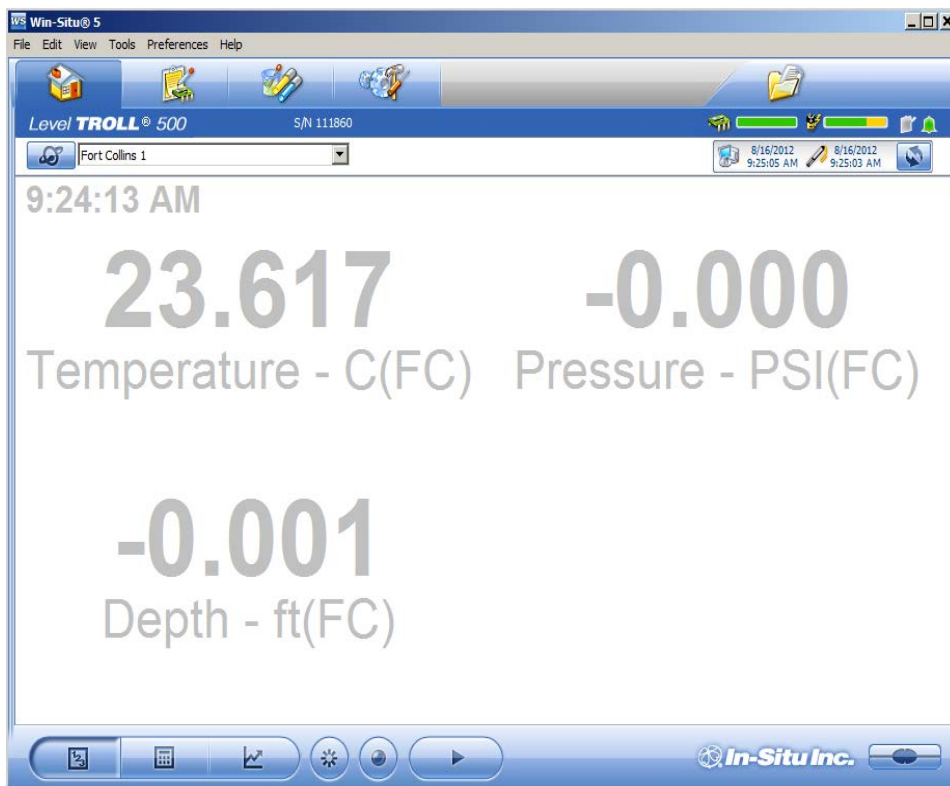 Win-Situ® 5
File Edit View Tools Preferences Help
Level TROLL® 500 S/N 111860
Fort Collins 1
8/16/2012 9:25:05 AM
8/16/2012 9:25:03 AM
9:24:13 AM
23.617 -0.000
Temperature - C(FC) Pressure - PSI(FC)
-0.001
Depth - ft(FC)
In-Situ Inc.